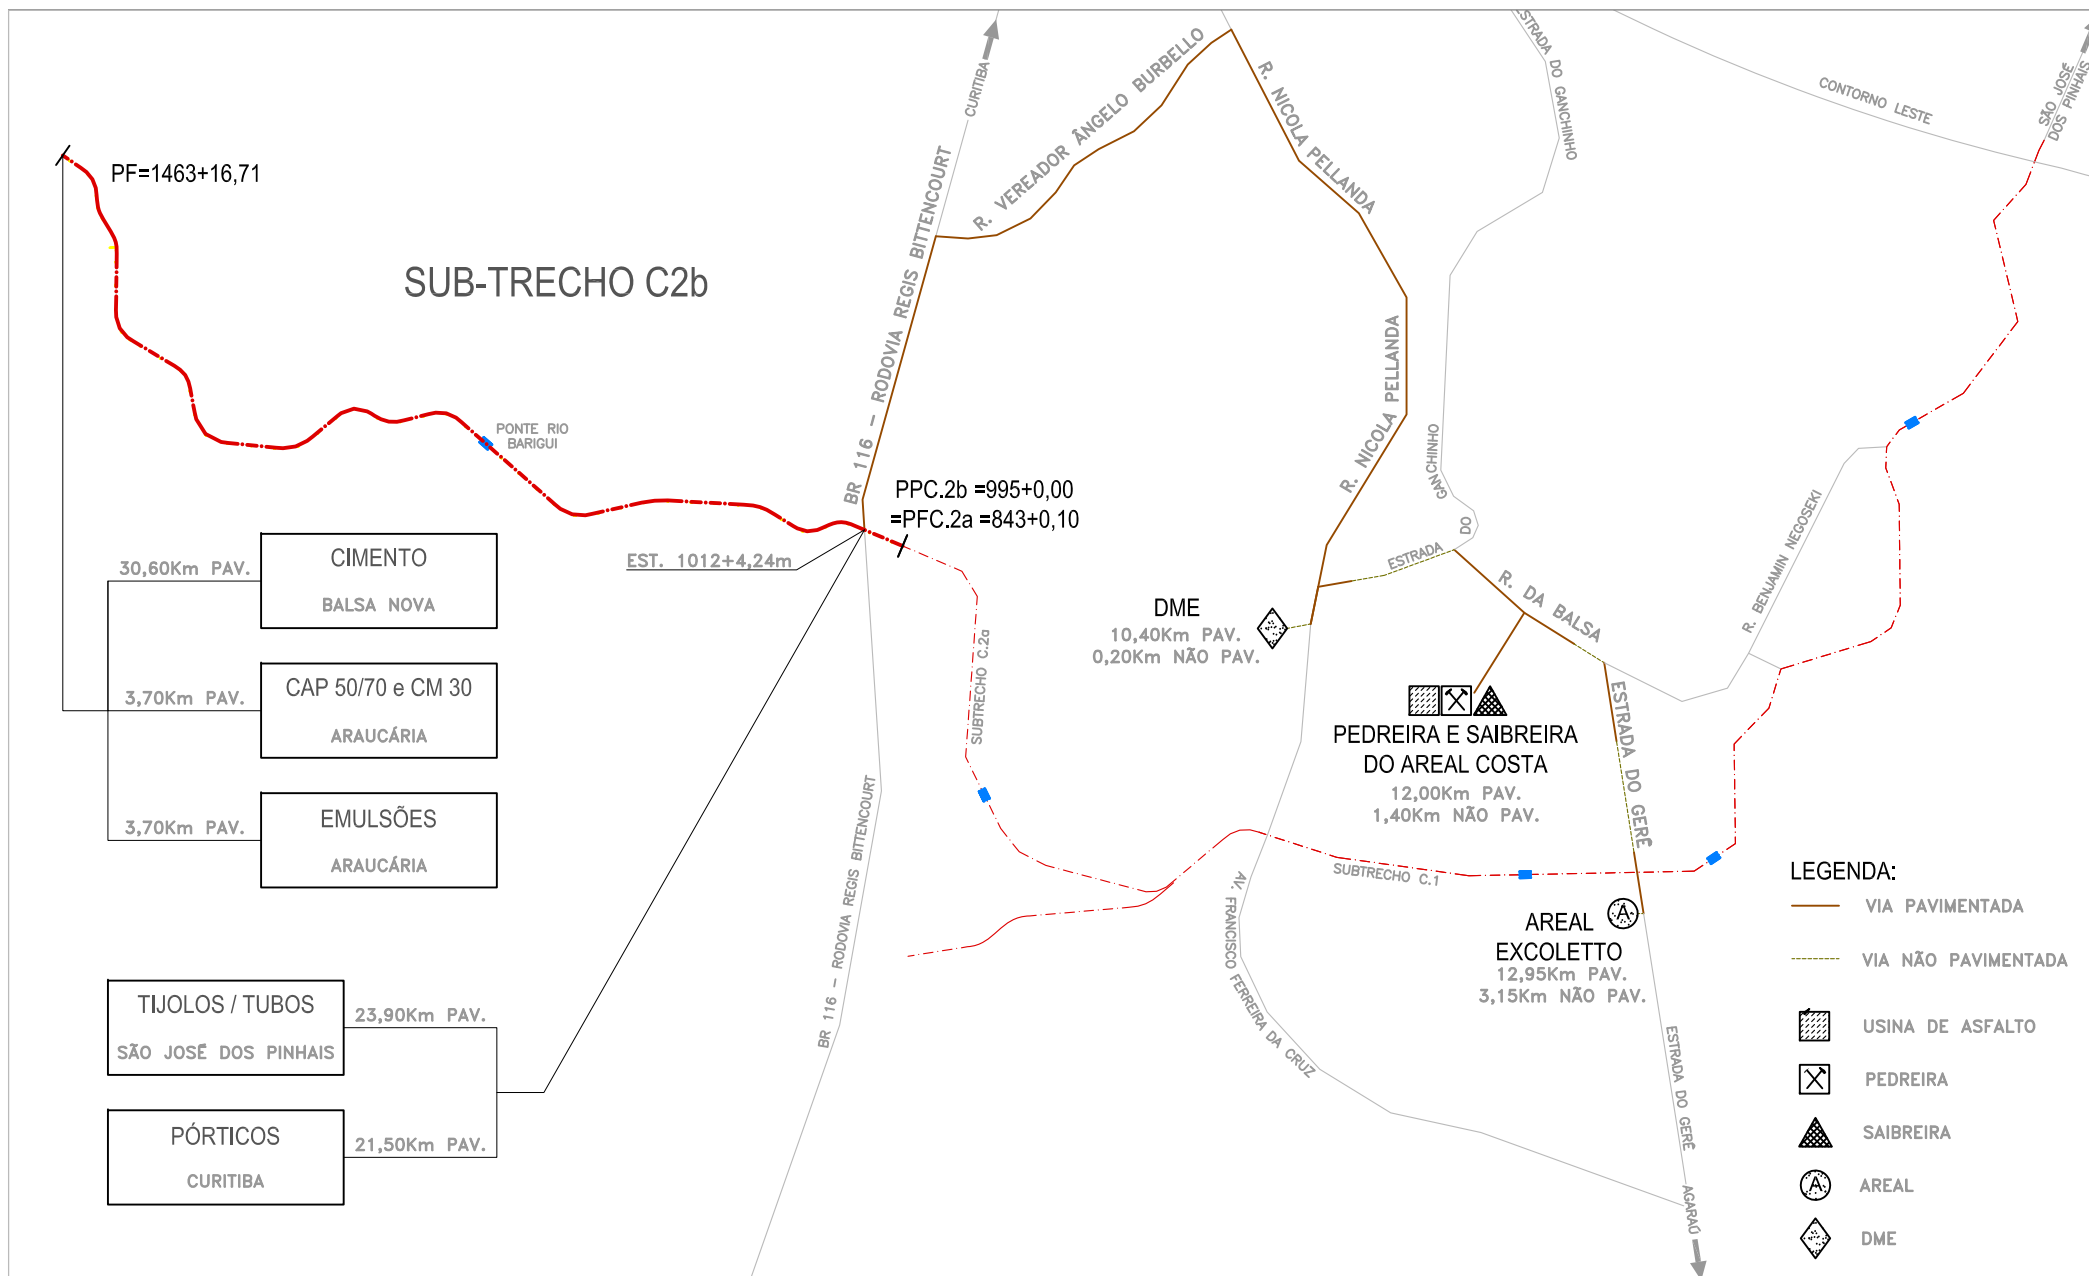 PF=1463+16,71
SUB-TRECHO C2b
CURITIBA
R. VEREADOR ÂNGELO BURBELLO
BR 116 - RODOVIA REGIS BITTENCOURT
R. NICOLA PELLANDA
ESTRADA DO GANCHINHO
CONTORNO LESTE
SÃO JOSÉ
DOS PINHAIS
PONTE RIO
BARIGUI
PPC.2b =995+0,00
=PFC.2a =843+0,10
EST. 1012+4,24m
R. NICOLA PELLANDA
ESTRADA DO GANCHINHO
R. DA BALSA
R. BENJAMIN NEGOSEKI
CIMENTO
BALSA NOVA
30,60Km PAV.
CAP 50/70 e CM 30
ARAUCÁRIA
3,70Km PAV.
EMULSÕES
ARAUCÁRIA
3,70Km PAV.
SUBTRECHO C.2a
DME
10,40Km PAV.
0,20Km NÃO PAV.
PEDREIRA E SAIBREIRA
DO AREAL COSTA
12,00Km PAV.
1,40Km NÃO PAV.
ESTRADA DO GERÊ
SUBTRECHO C.1
BR 116 - RODOVIA REGIS BITTENCOURT
AV. FRANCISCO FERREIRA DA CRUZ
A
AREAL
EXCOLETTO
12,95Km PAV.
3,15Km NÃO PAV.
ESTRADA DO GERÊ
AGARAÚ
TIJOLOS / TUBOS
SÃO JOSÉ DOS PINHAIS
23,90Km PAV.
PÓRTICOS
CURITIBA
21,50Km PAV.
LEGENDA:
VIA PAVIMENTADA
VIA NÃO PAVIMENTADA
USINA DE ASFALTO
PEDREIRA
SAIBREIRA
A
AREAL
DME